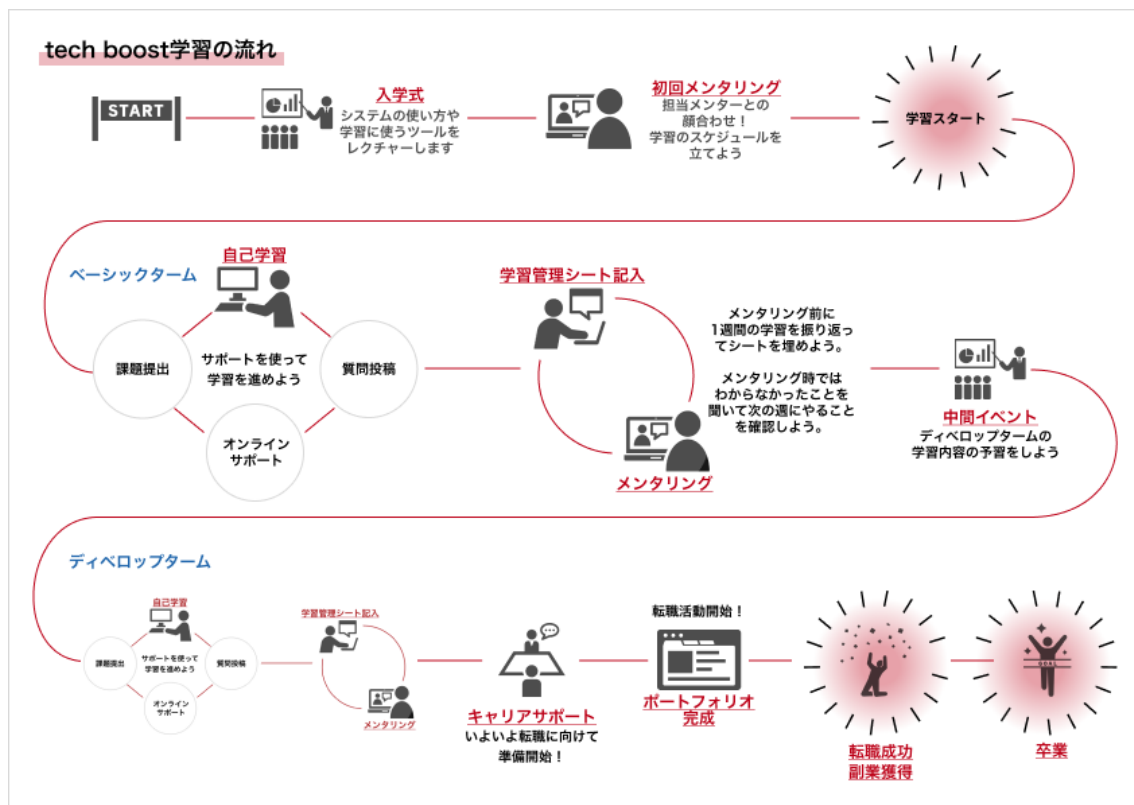 tech boost学習の流れ
START
入学式
システムの使い方や
学習に使うツールを
レクチャーします
初回メンタリング
担当メンターとの
顔合わせ!
学習のスケジュールを
立てよう
学習スタート
ベーシックターム
自己学習
課題提出
サポートを使って
学習を進めよう
質問投稿
オンライン
サポート
学習管理シート記入
メンタリング
メンタリング前に
1週間の学習を振り返っ
てシートを埋めよう。
メンタリング時では
わからなかったことを
聞いて次の週にやること
を確認しよう。
中間イベント
ディベロップタームの
学習内容の予習をしよう
ディベロップターム
自己学習
課題提出
サポートを使って
学習を進めよう
質問投稿
オンライン
サポート
学習管理シート記入
メンタリング
キャリアサポート
いよいよ転職に向けて
準備開始!
転職活動開始!
ポートフォリオ
完成
転職成功
副業獲得
GOAL
卒業